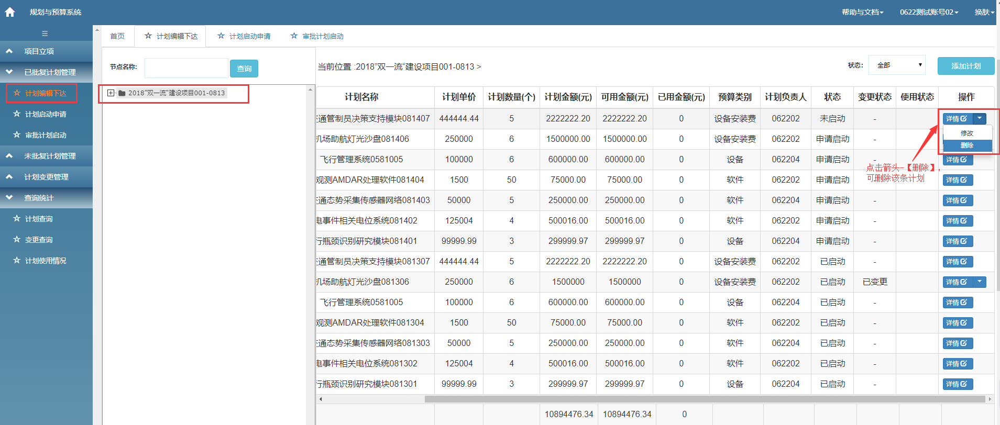 规划与预算系统
帮助与文档
0622测试账号02
换肤
项目立项
已批复计划管理
计划编辑下达
计划启动申请
审批计划启动
未批复计划管理
计划变更管理
查询统计
计划查询
变更查询
计划使用情况
首页
计划编辑下达
计划启动申请
审批计划启动
节点名称:
查询
2018”双一流“建设项目001-0813
当前位置 :2018”双一流“建设项目001-0813 >
状态:
全部
添加计划
计划名称 计划单价 计划数量(个) 计划金额(元) 可用金额(元) 已用金额(元) 预算类别 计划负责人 状态 变更状态 使用状态 操作
通管制员决策支持模块081407 444444.44 5 2222222.20 2222222.20 0 设备安装费 062202 未启动 - 详情
修改
删除
机场助航灯光沙盘081406 250000 6 1500000.00 1500000.00 0 设备安装费 062202 申请启动 -
飞行管理系统0581005 100000 6 600000.00 600000.00 0 设备 062204 申请启动 - 详情
点击箭头-【删除】,
可删除该条计划
观测AMDAR处理软件081404 1500 50 75000.00 75000.00 0 软件 062202 申请启动 - 详情
通态势采集传感器网络081403 50000 5 250000.00 250000.00 0 软件 062204 申请启动 - 详情
电事件相关电位系统081402 125004 4 500016.00 500016.00 0 软件 062202 申请启动 - 详情
行瓶颈识别研究模块081401 99999.99 3 299999.97 299999.97 0 设备 062204 申请启动 - 详情
通管制员决策支持模块081307 444444.44 5 2222222.20 2222222.20 0 设备安装费 062202 已启动 - 详情
机场助航灯光沙盘081306 250000 6 1500000 1500000 0 设备安装费 062202 已启动 已变更 详情
飞行管理系统0581005 100000 6 600000.00 600000.00 0 设备 062204 已启动 - 详情
观测AMDAR处理软件081304 1500 50 75000.00 75000.00 0 软件 062202 已启动 - 详情
通态势采集传感器网络081303 50000 5 250000.00 250000.00 0 软件 062204 已启动 - 详情
电事件相关电位系统081302 125004 4 500016.00 500016.00 0 软件 062202 已启动 - 详情
行瓶颈识别研究模块081301 99999.99 3 299999.97 299999.97 0 设备 062204 已启动 - 详情
10894476.34 10894476.34 0